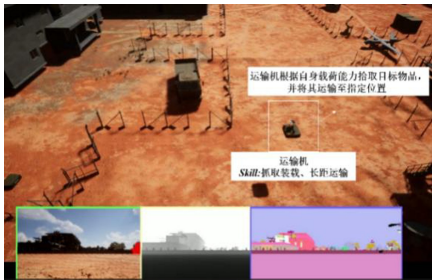 运输机根据自身载荷能力拾取目标物品，
并将其运输至指定位置
运输机
Skill:抓取装载、长距运输